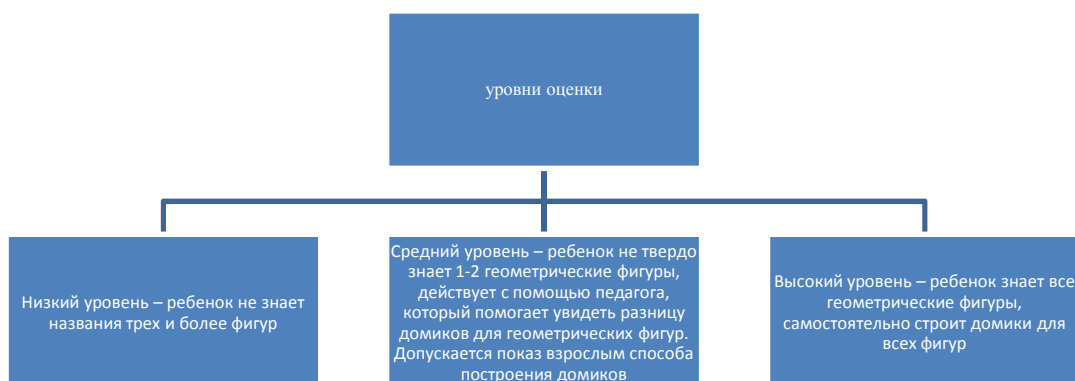 уровни оценки
Низкий уровень – ребенок не знает
названия трех и более фигур
Средний уровень – ребенок не твердо
знает 1-2 геометрические фигуры,
действует с помощью педагога,
который помогает увидеть разницу
домиков для геометрических фигур.
Допускается показ взрослым способа
построения домиков
Высокий уровень – ребенок знает все
геометрические фигуры,
самостоятельно строит домики для
всех фигур